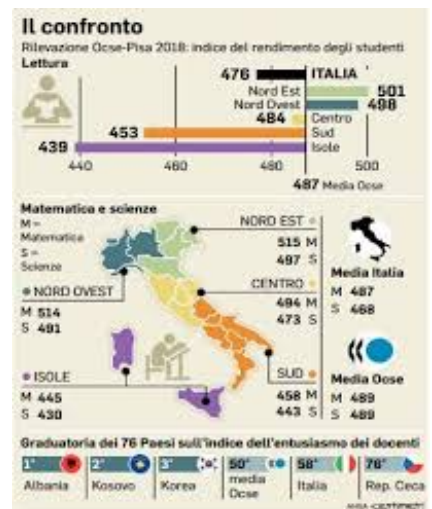 Il confronto
Rilevazione Ocse-Pisa 2018: indice del rendimento degli studenti
Lettura
476 ITALIA
Nord Est 501
Nord Ovest 498
484 Centro
453 Sud
439 Isole
440 460 480 500
487 Media Ocse
Matematica e scienze
M =
Matematica
S =
Scienze
NORD EST
515 M
497 S
NORD OVEST
M 514
S 491
CENTRO
494 M
473 S
ISOLE
M 445
S 430
SUD
458 M
443 S
Media Italia
M 487
S 468
Media Ocse
M 489
S 489
Graduatoria dei 76 Paesi sull'indice dell'entusiasmo dei docenti
1° 2° 3° 50° 58° 76°
Albania Kosovo Korea media Ocse Italia Rep. Ceca